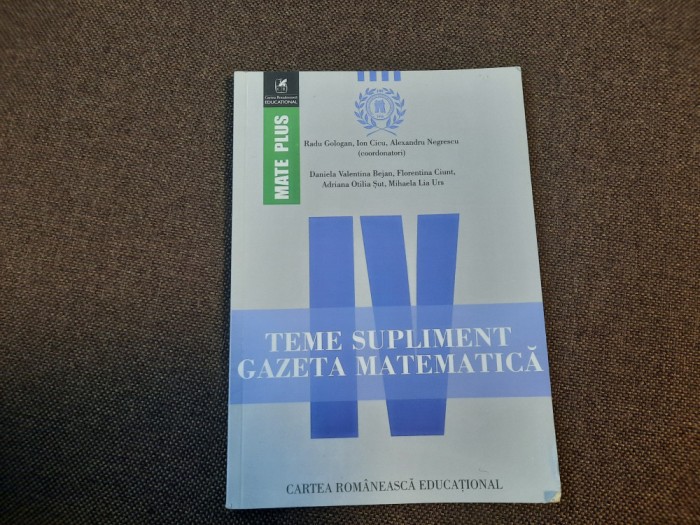 Cartea Românească
EDUCAȚIONAL
MATE PLUS
Radu Gologan, Ion Cicu, Alexandru Negrescu
(coordonatori)
Daniela Valentina Bejan, Florentina Ciunt,
Adriana Otilia Șut, Mihaela Lia Urs
IV
TEME SUPLIMENT
GAZETA MATEMATICĂ
CARTEA ROMÂNEASCĂ EDUCAȚIONAL